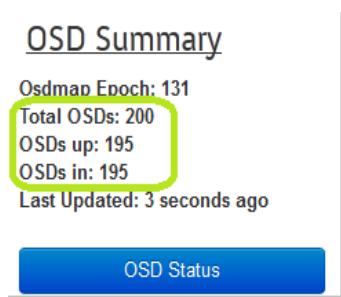 OSD Summary
Osdmap Epoch: 131
Total OSDs: 200
OSDs up: 195
OSDs in: 195
Last Updated: 3 seconds ago
OSD Status